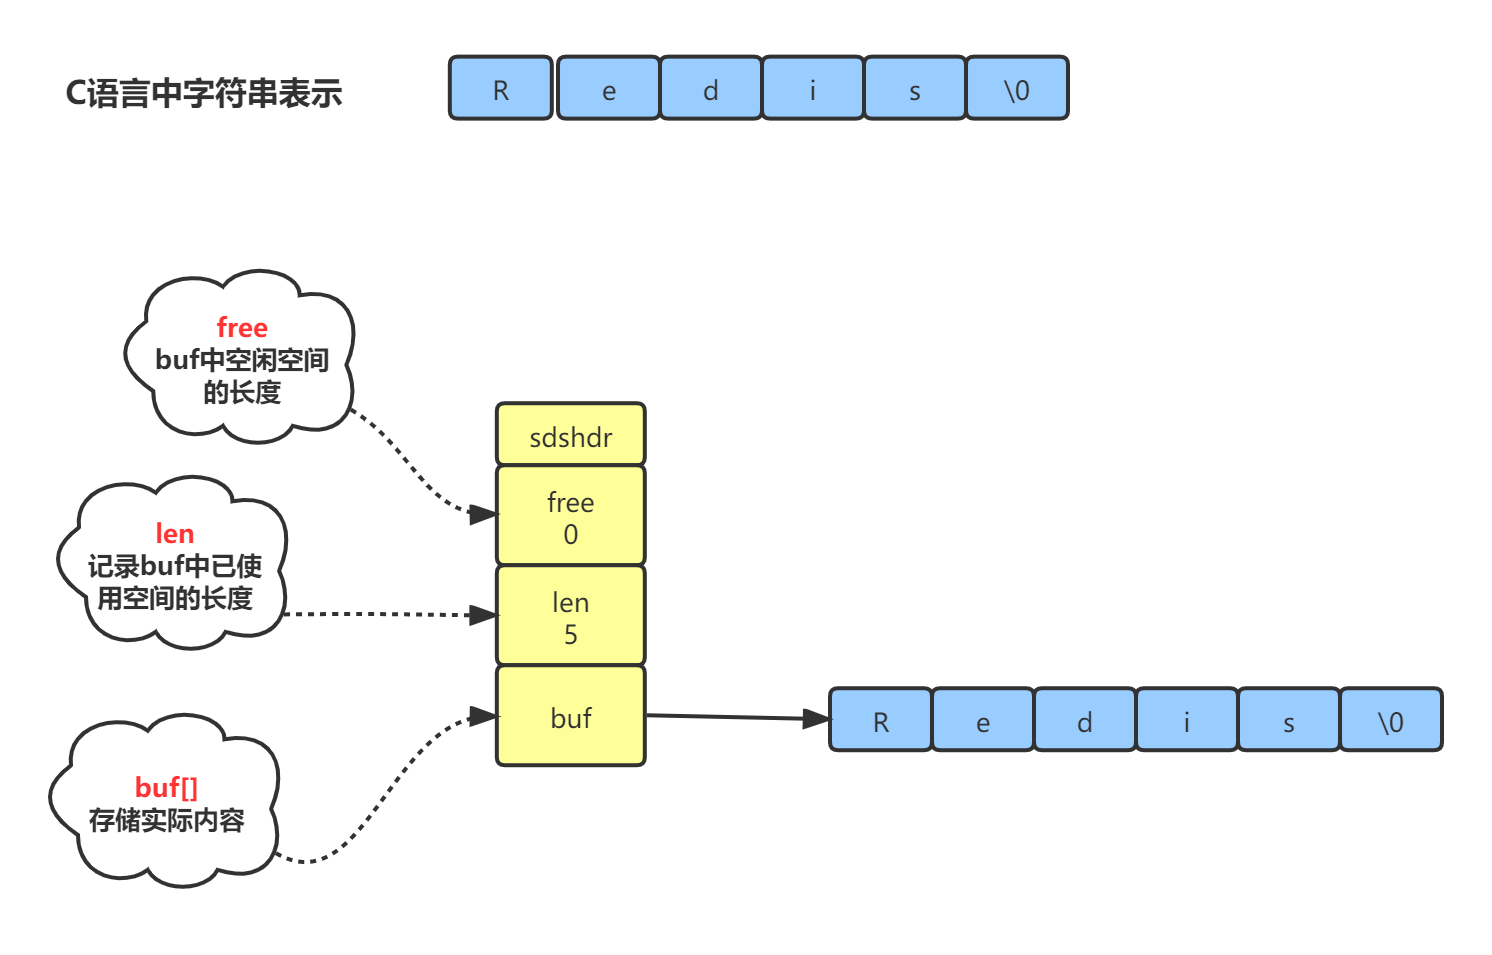 C语言中字符串表示
R e d i s \0
free
buf中空闲空间
的长度
sdshdr
free
0
len
记录buf中已使
用空间的长度
len
5
buf
R e d i s \0
buf[]
存储实际内容